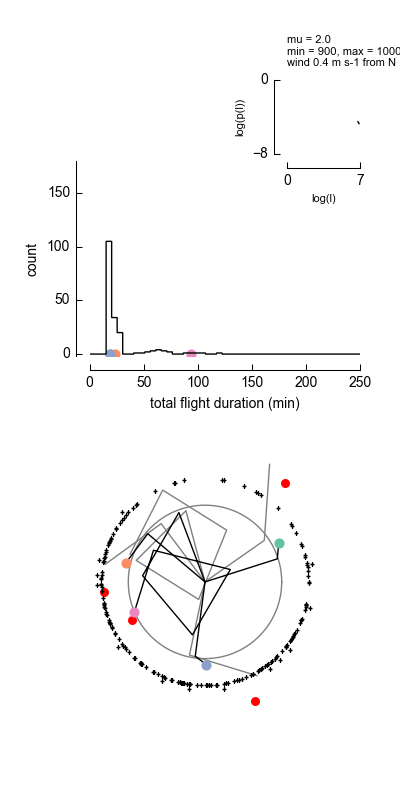 mu = 2.0
min = 900, max = 1000
wind 0.4 m s-1 from N
0
log(p(l))
−8
0 7
log(l)
150
100
50
0
count
0 50 100 150 200 250
total flight duration (min)